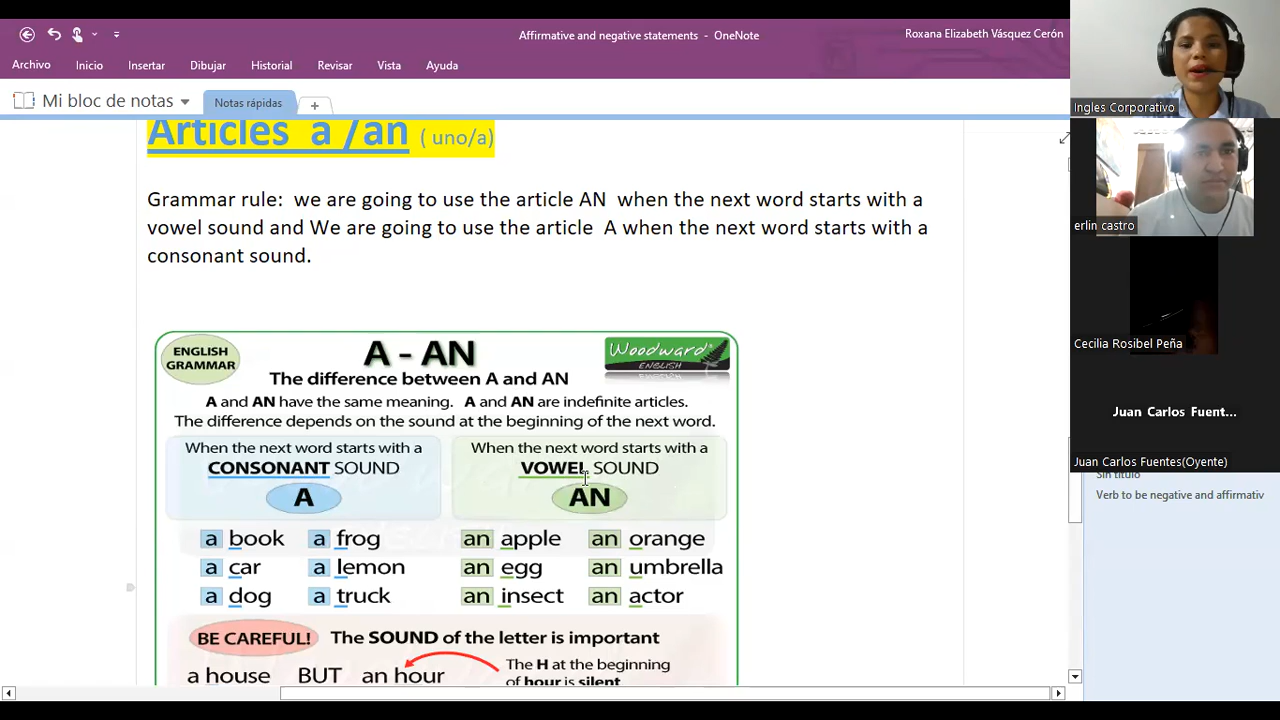 Affirmative and negative statements - OneNote
Roxana Elizabeth Vásquez Cerón
Archivo Inicio Insertar Dibujar Historial Revisar Vista Ayuda
Mi bloc de notas
Notas rápidas
Articles a /an ( uno/a)
Grammar rule: we are going to use the article AN when the next word starts with a
vowel sound and We are going to use the article A when the next word starts with a
consonant sound.
ENGLISH
GRAMMAR
A - AN
Woodward
ENGLISH
The difference between A and AN
A and AN have the same meaning. A and AN are indefinite articles.
The difference depends on the sound at the beginning of the next word.
When the next word starts with a
CONSONANT SOUND
A
When the next word starts with a
VOWEL SOUND
AN
a book a frog
a car a lemon
a dog a truck
an apple an orange
an egg an umbrella
an insect an actor
BE CAREFUL! The SOUND of the letter is important
a house BUT an hour
The H at the beginning
of hour is silent
Ingles Corporativo
erlin castro
Cecilia Rosibel Peña
Juan Carlos Fuent...
Juan Carlos Fuentes(Oyente)
Sin título
Verb to be negative and affirmativ